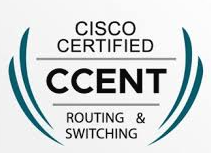 CISCO
CERTIFIED
CCENT
ROUTING & 
SWITCHING